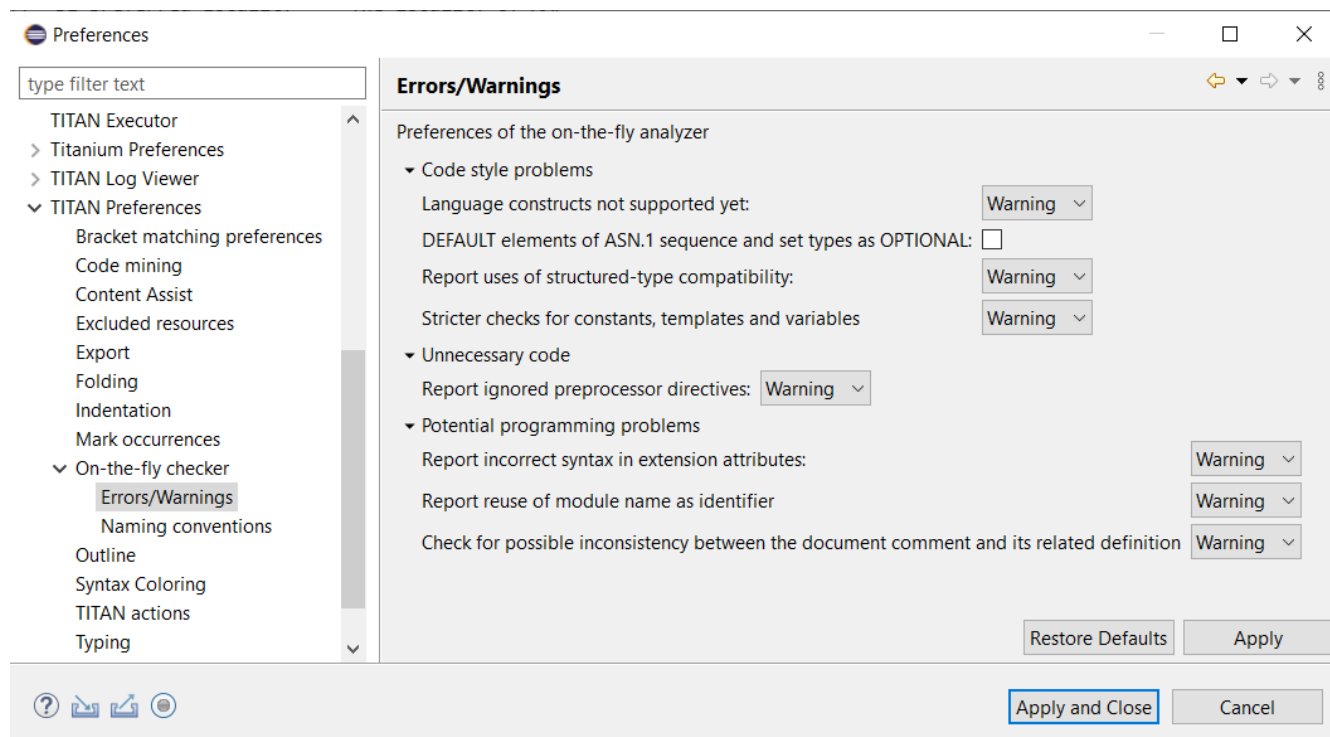 Preferences
type filter text
TITAN Executor
Titanium Preferences
TITAN Log Viewer
TITAN Preferences
Bracket matching preferences
Code mining
Content Assist
Excluded resources
Export
Folding
Indentation
Mark occurrences
On-the-fly checker
Errors/Warnings
Naming conventions
Outline
Syntax Coloring
TITAN actions
Typing
Errors/Warnings
Preferences of the on-the-fly analyzer
Code style problems
Language constructs not supported yet: Warning
DEFAULT elements of ASN.1 sequence and set types as OPTIONAL:
Report uses of structured-type compatibility: Warning
Stricter checks for constants, templates and variables Warning
Unnecessary code
Report ignored preprocessor directives: Warning
Potential programming problems
Report incorrect syntax in extension attributes: Warning
Report reuse of module name as identifier Warning
Check for possible inconsistency between the document comment and its related definition Warning
Restore Defaults Apply
Apply and Close Cancel